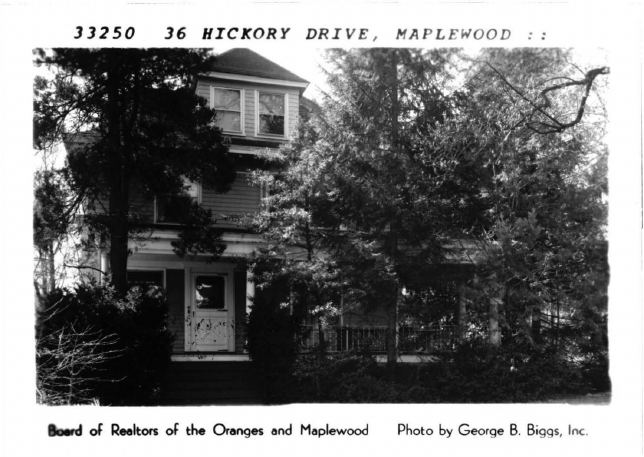 33250 36 HICKORY DRIVE, MAPLEWOOD ::
Board of Realtors of the Oranges and Maplewood Photo by George B. Biggs, Inc.